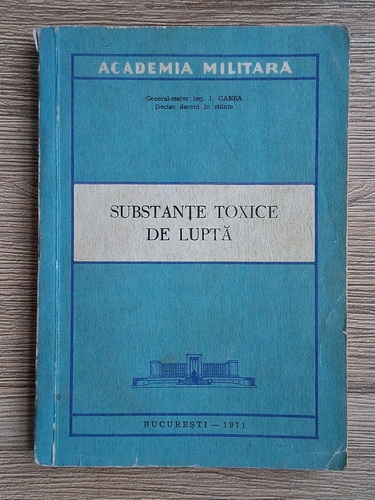 ACADEMIA MILITARĂ
General-maior ing. I. GANEA
Doctor docent în științe
SUBSTANȚE TOXICE
DE LUPTĂ
BUCUREȘTI — 1971